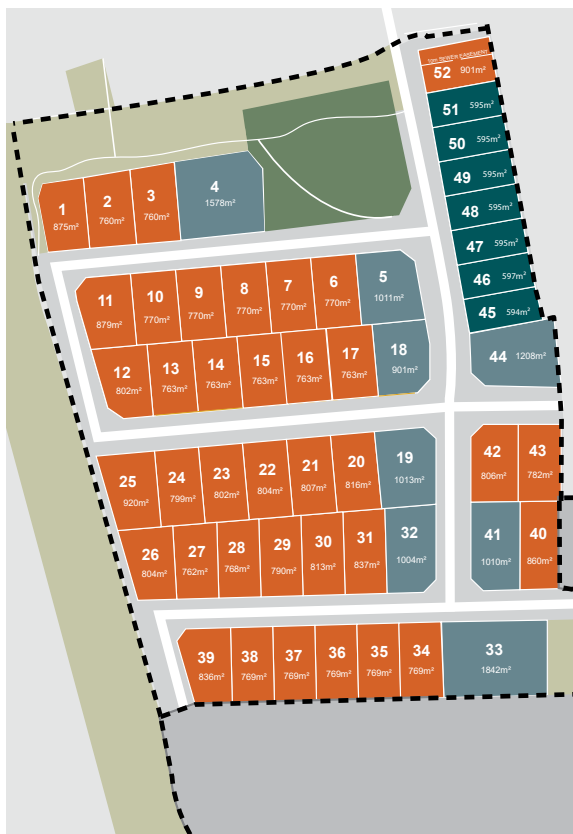 10m SEWER EASEMENT
52 901m²
51 595m²
50 595m²
49 595m²
48 595m²
47 595m²
46 597m²
45 594m²
44 1208m²
1
875m²
2
760m²
3
760m²
4
1578m²
11
879m²
10
770m²
9
770m²
8
770m²
7
770m²
6
770m²
5
1011m²
12
802m²
13
763m²
14
763m²
15
763m²
16
763m²
17
763m²
18
901m²
25
920m²
24
799m²
23
802m²
22
804m²
21
807m²
20
816m²
19
1013m²
42
806m²
43
782m²
26
804m²
27
762m²
28
768m²
29
790m²
30
813m²
31
837m²
32
1004m²
41
1010m²
40
860m²
39
836m²
38
769m²
37
769m²
36
769m²
35
769m²
34
769m²
33
1842m²